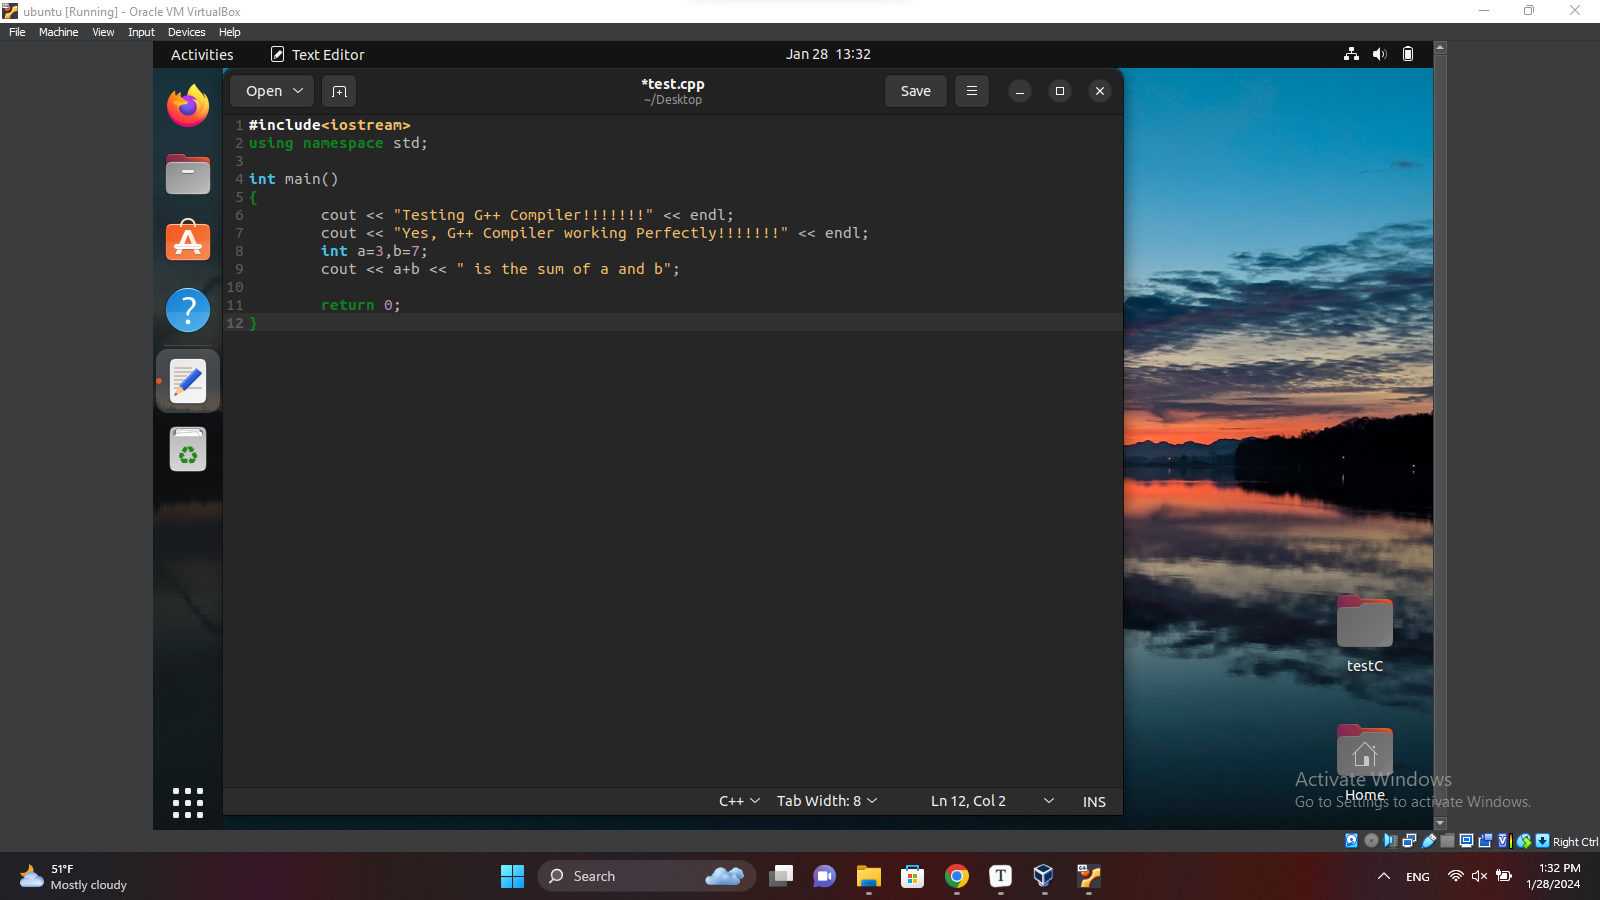 ubuntu [Running] - Oracle VM VirtualBox
File Machine View Input Devices Help
Activities Text Editor Jan 28 13:32
Open *test.cpp Save
~/Desktop
1 #include<iostream>
2 using namespace std;
3
4 int main()
5 {
6 cout << "Testing G++ Compiler!!!!!!!" << endl;
7 cout << "Yes, G++ Compiler working Perfectly!!!!!!!" << endl;
8 int a=3,b=7;
9 cout << a+b << " is the sum of a and b";
10
11 return 0;
12 }
testC
Home
Activate Windows
Go to Settings to activate Windows.
C++ Tab Width: 8 Ln 12, Col 2 INS
Right Ctrl
51°F
Mostly cloudy
Search
T
ENG
1:32 PM
1/28/2024